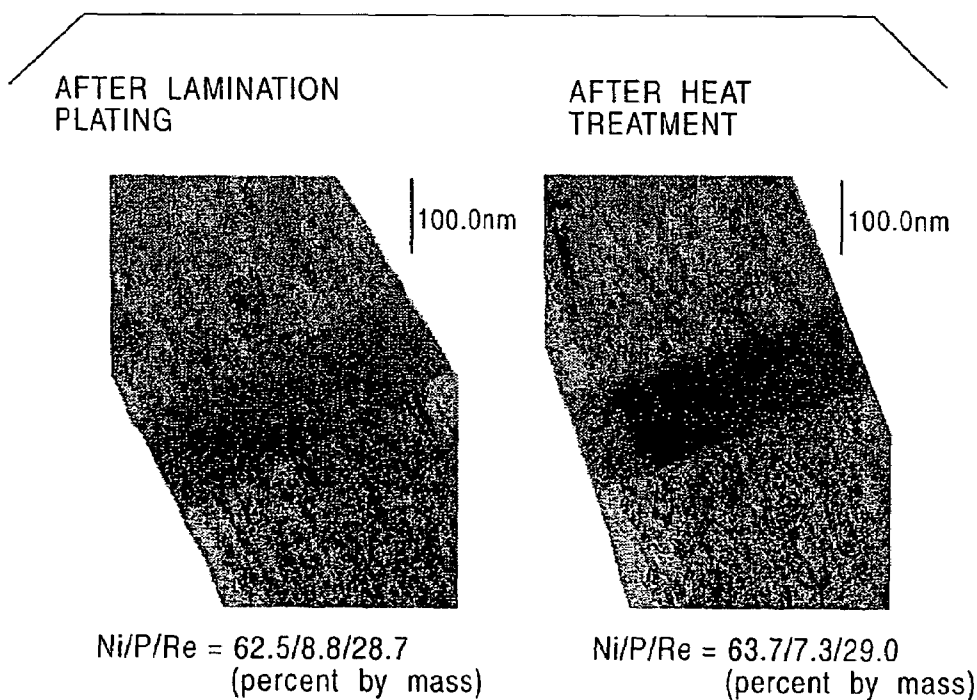 AFTER LAMINATION
PLATING
100.0nm
Ni/P/Re = 62.5/8.8/28.7
(percent by mass)
AFTER HEAT
TREATMENT
100.0nm
Ni/P/Re = 63.7/7.3/29.0
(percent by mass)